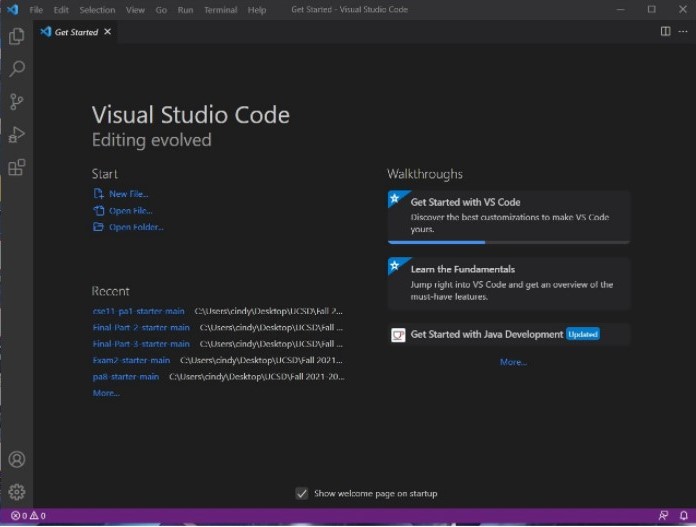 File Edit Selection View Go Run Terminal Help Get Started - Visual Studio Code
Get Started
Visual Studio Code
Editing evolved
Start
New File...
Open File...
Open Folder...
Recent
cse11-pa1-starter-main C:\Users\cindy\Desktop\UCSD\Fall 2...
Final-Part-2-starter-main C:\Users\cindy\Desktop\UCSD\Fall ...
Final-Part-3-starter-main C:\Users\cindy\Desktop\UCSD\Fall ...
Exam2-starter-main C:\Users\cindy\Desktop\UCSD\Fall 2021...
pa8-starter-main C:\Users\cindy\Desktop\UCSD\Fall 2021-20...
More...
Walkthroughs
Get Started with VS Code
Discover the best customizations to make VS Code
yours.
Learn the Fundamentals
Jump right into VS Code and get an overview of the
must-have features.
Get Started with Java Development Updated
More...
Show welcome page on startup
0 0